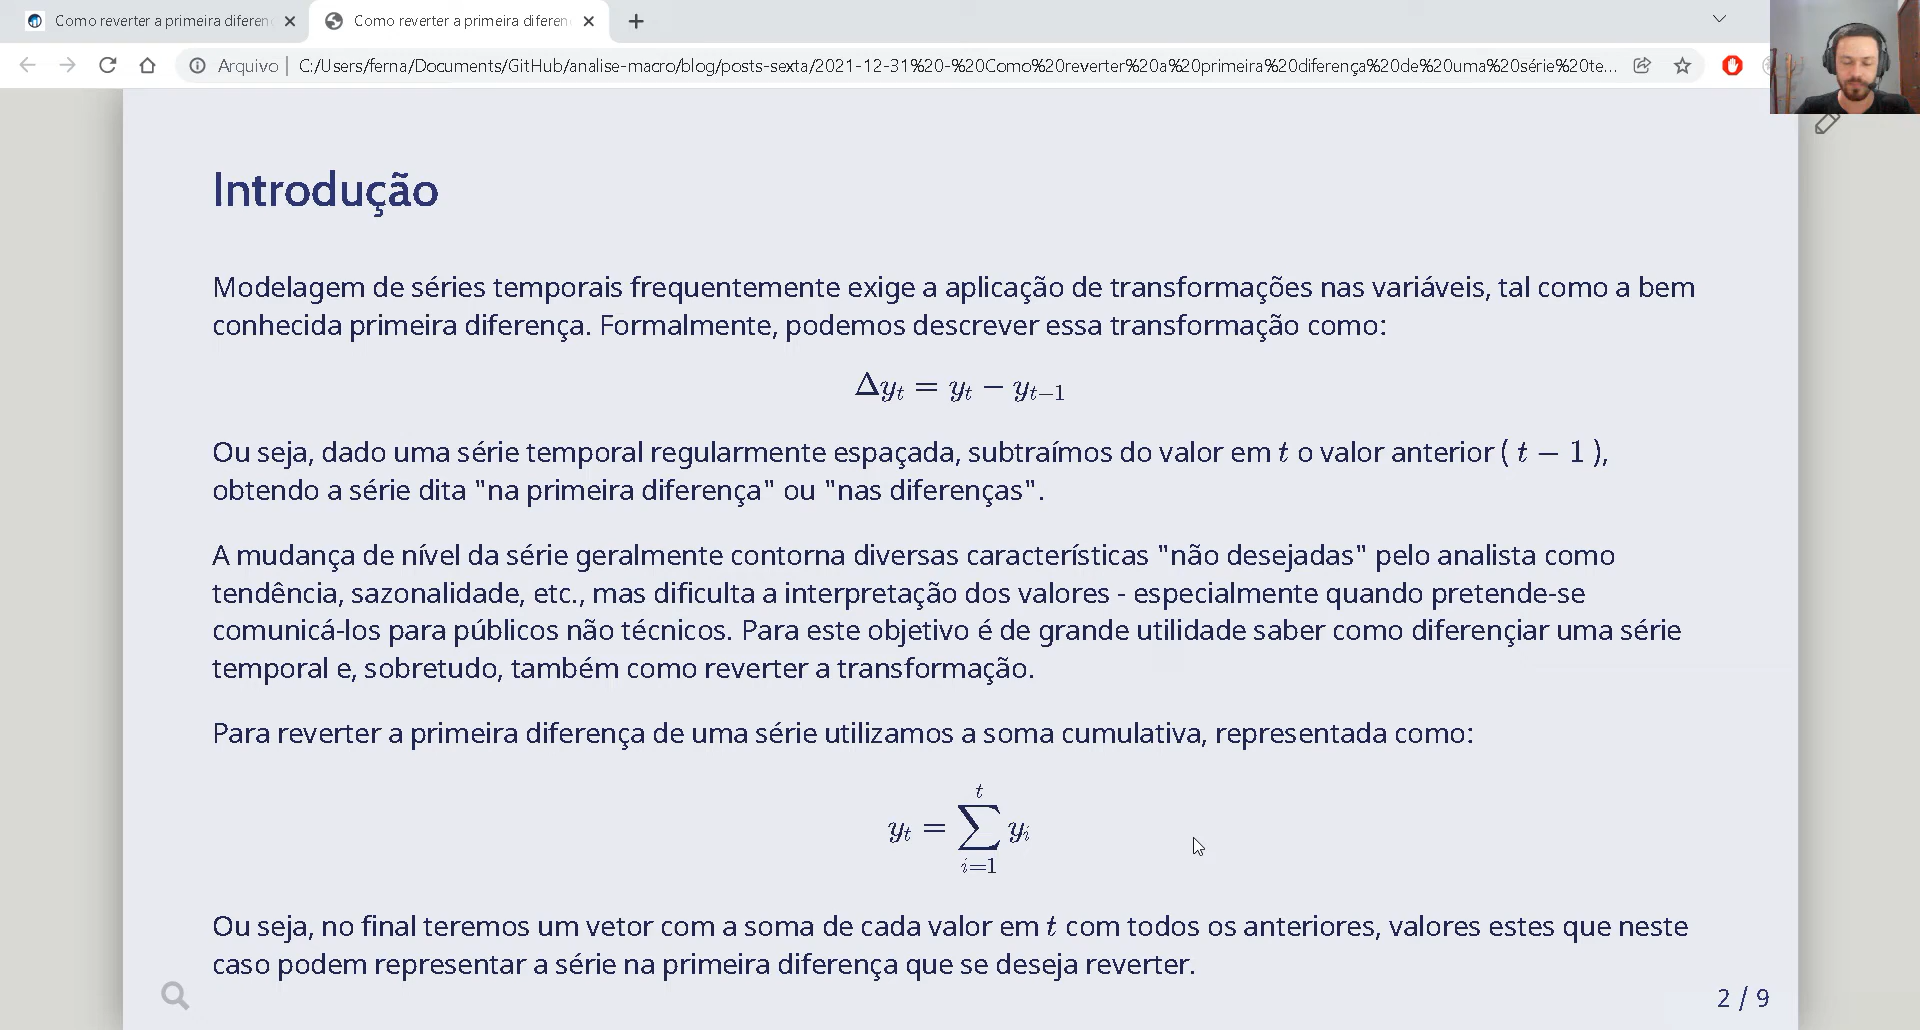 Como reverter a primeira diferen
Como reverter a primeira diferen
Arquivo | C:/Users/ferna/Documents/GitHub/analise-macro/blog/posts-sexta/2021-12-31%20-%20Como%20reverter%20a%20primeira%20diferença%20de%20uma%20série%20te...
Introdução
Modelagem de séries temporais frequentemente exige a aplicação de transformações nas variáveis, tal como a bem
conhecida primeira diferença. Formalmente, podemos descrever essa transformação como:
Δyₜ = yₜ − yₜ₋₁
Ou seja, dado uma série temporal regularmente espaçada, subtraímos do valor em t o valor anterior ( t − 1 ),
obtendo a série dita "na primeira diferença" ou "nas diferenças".
A mudança de nível da série geralmente contorna diversas características "não desejadas" pelo analista como
tendência, sazonalidade, etc., mas dificulta a interpretação dos valores - especialmente quando pretende-se
comunicá-los para públicos não técnicos. Para este objetivo é de grande utilidade saber como diferençiar uma série
temporal e, sobretudo, também como reverter a transformação.
Para reverter a primeira diferença de uma série utilizamos a soma cumulativa, representada como:
t
yₜ = ∑ yᵢ
i=1
Ou seja, no final teremos um vetor com a soma de cada valor em t com todos os anteriores, valores estes que neste
caso podem representar a série na primeira diferença que se deseja reverter.
2 / 9